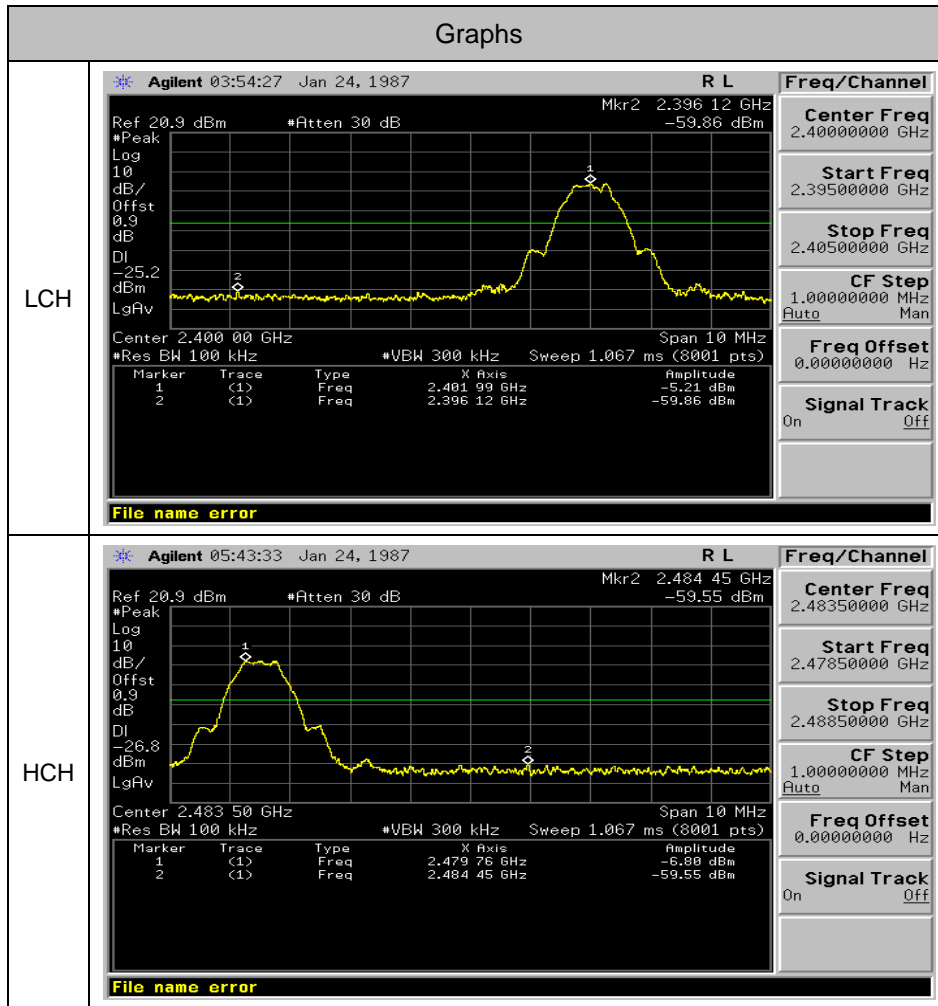 Graphs
LCH
Agilent 03:54:27 Jan 24, 1987 R L
Freq/Channel
Mkr2 2.396 12 GHz
Ref 20.9 dBm #Atten 30 dB -59.86 dBm
#Peak
Log
10
dB/
Offst
0.9
dB
DI
-25.2
dBm
LgAv
1
2
Center 2.400 00 GHz Span 10 MHz
#Res BW 100 kHz #VBW 300 kHz Sweep 1.067 ms (8001 pts)
Marker Trace Type X Axis Amplitude
1 (1) Freq 2.401 99 GHz -5.21 dBm
2 (1) Freq 2.396 12 GHz -59.86 dBm
File name error
Center Freq
2.40000000 GHz
Start Freq
2.39500000 GHz
Stop Freq
2.40500000 GHz
CF Step
1.00000000 MHz
Auto Man
Freq Offset
0.00000000 Hz
Signal Track
On Off
HCH
Agilent 05:43:33 Jan 24, 1987 R L
Freq/Channel
Mkr2 2.484 45 GHz
Ref 20.9 dBm #Atten 30 dB -59.55 dBm
#Peak
Log
10
dB/
Offst
0.9
dB
DI
-26.8
dBm
LgAv
1
2
Center 2.483 50 GHz Span 10 MHz
#Res BW 100 kHz #VBW 300 kHz Sweep 1.067 ms (8001 pts)
Marker Trace Type X Axis Amplitude
1 (1) Freq 2.479 76 GHz -6.80 dBm
2 (1) Freq 2.484 45 GHz -59.55 dBm
File name error
Center Freq
2.48350000 GHz
Start Freq
2.47850000 GHz
Stop Freq
2.48850000 GHz
CF Step
1.00000000 MHz
Auto Man
Freq Offset
0.00000000 Hz
Signal Track
On Off